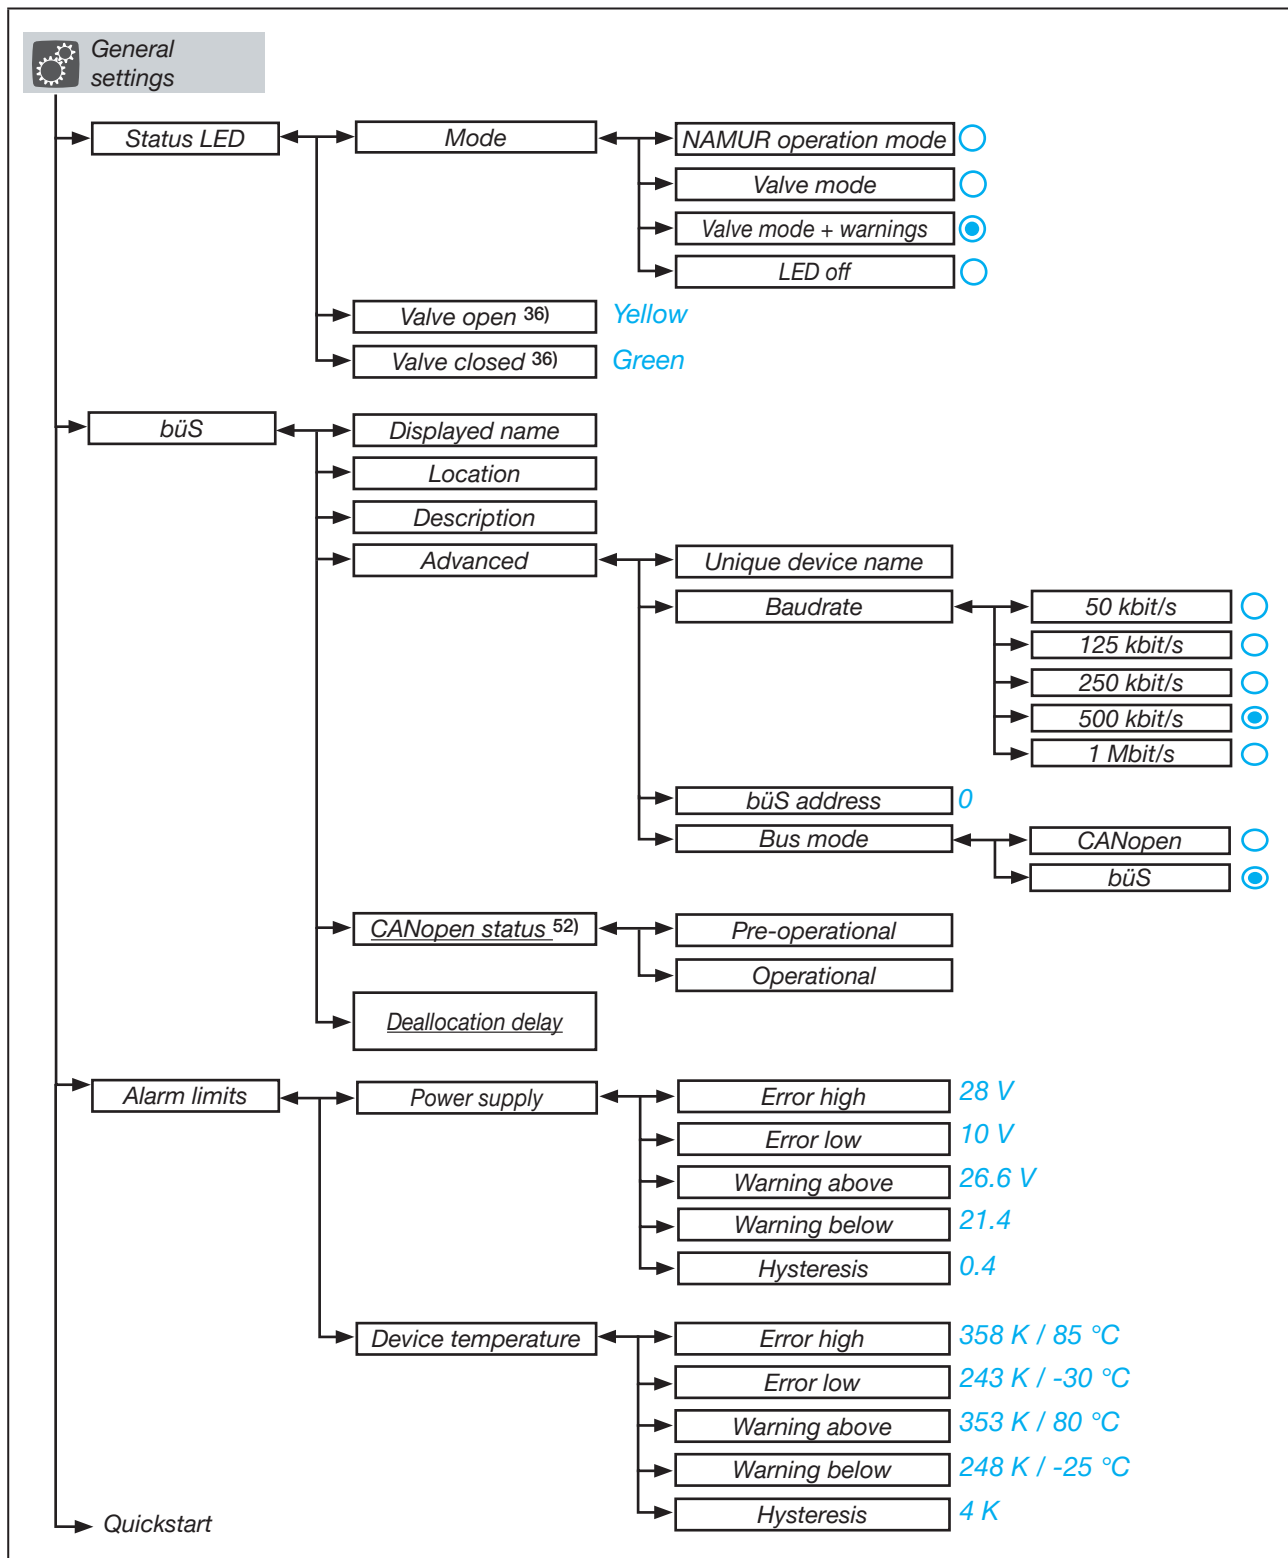 General
settings
Status LED
Mode
NAMUR operation mode
Valve mode
Valve mode + warnings
LED off
Valve open 36)
Yellow
Valve closed 36)
Green
büS
Displayed name
Location
Description
Advanced
Unique device name
Baudrate
50 kbit/s
125 kbit/s
250 kbit/s
500 kbit/s
1 Mbit/s
büS address
0
Bus mode
CANopen
büS
CANopen status 52)
Pre-operational
Operational
Deallocation delay
Alarm limits
Power supply
Error high
28 V
Error low
10 V
Warning above
26.6 V
Warning below
21.4
Hysteresis
0.4
Device temperature
Error high
358 K / 85 °C
Error low
243 K / -30 °C
Warning above
353 K / 80 °C
Warning below
248 K / -25 °C
Hysteresis
4 K
Quickstart